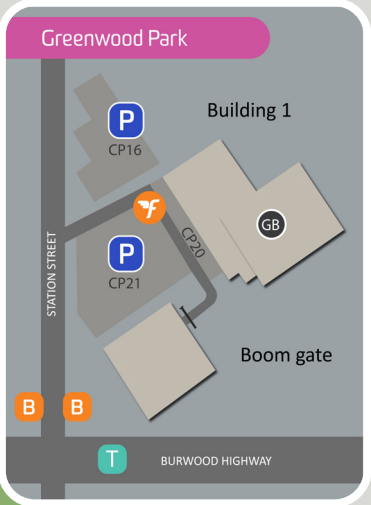 Greenwood Park
P
CP16
Building 1
GB
CP20
P
CP21
STATION STREET
Boom gate
B
B
T
BURWOOD HIGHWAY